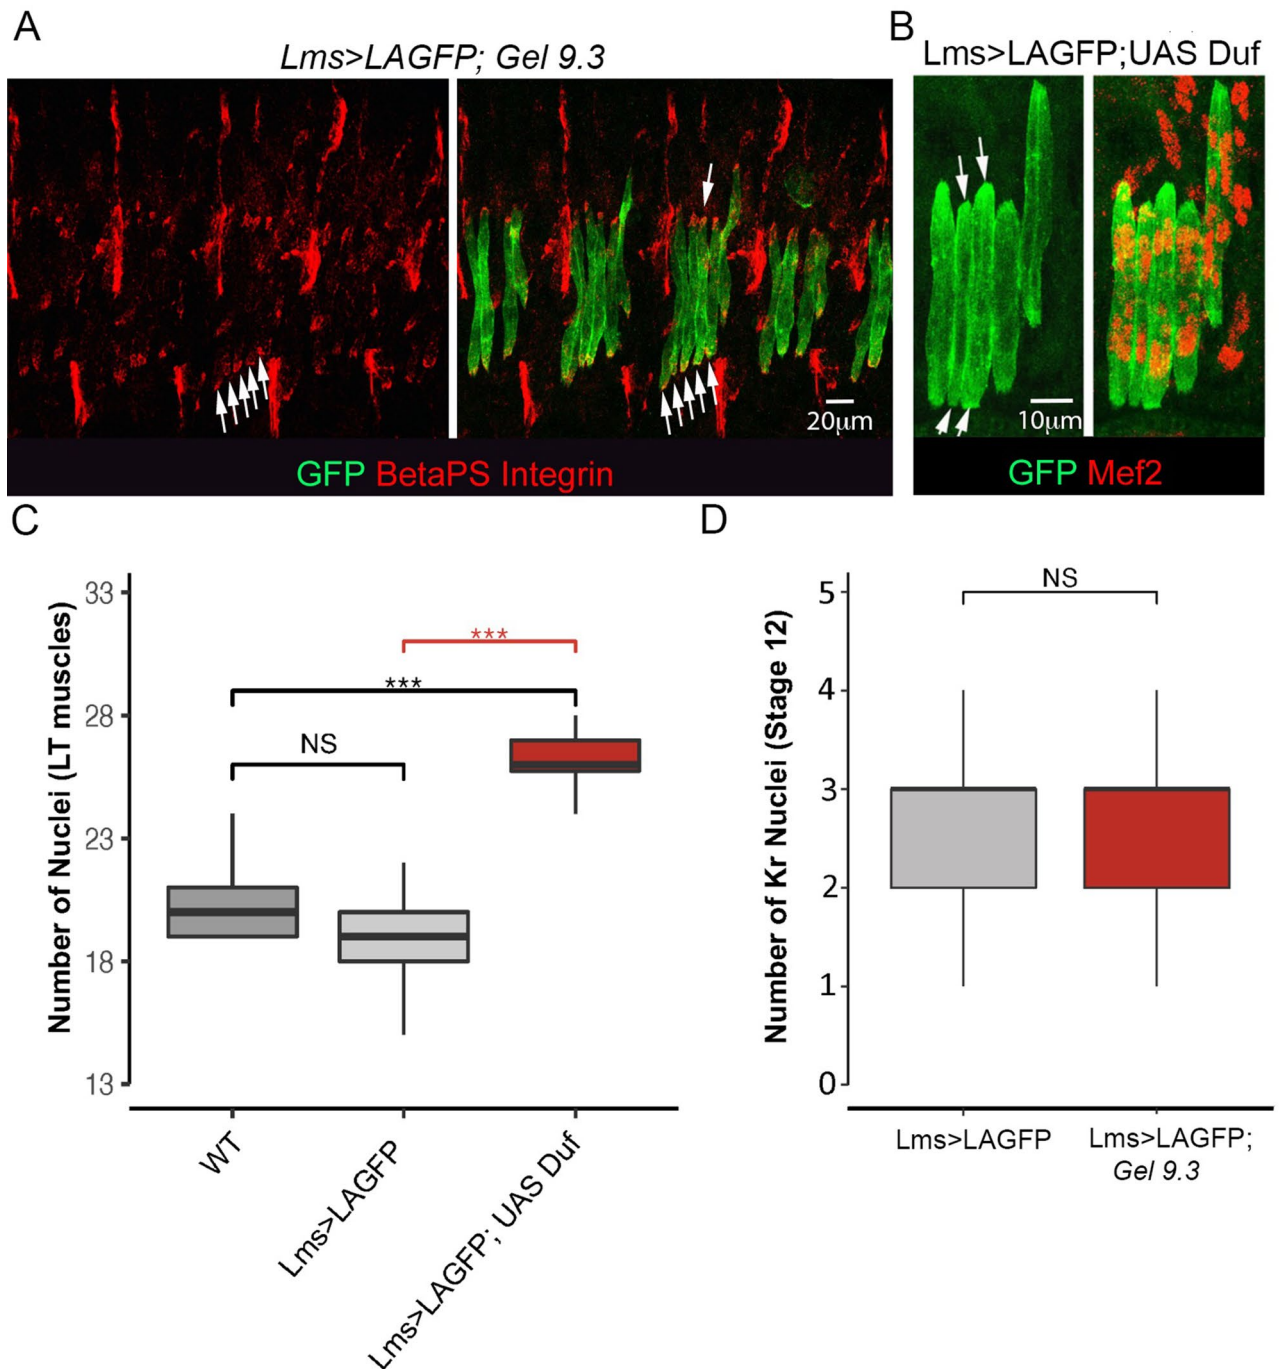 A
Lms>LAGFP; Gel 9.3
20μm
GFP BetaPS Integrin
B
Lms>LAGFP;UAS Duf
10μm
GFP Mef2
C
Number of Nuclei (LT muscles)
33
28
23
18
13
***
***
NS
WT
Lms>LAGFP
Lms>LAGFP; UAS Duf
D
Number of Kr Nuclei (Stage 12)
5
4
3
2
1
0
NS
Lms>LAGFP
Lms>LAGFP;
Gel 9.3